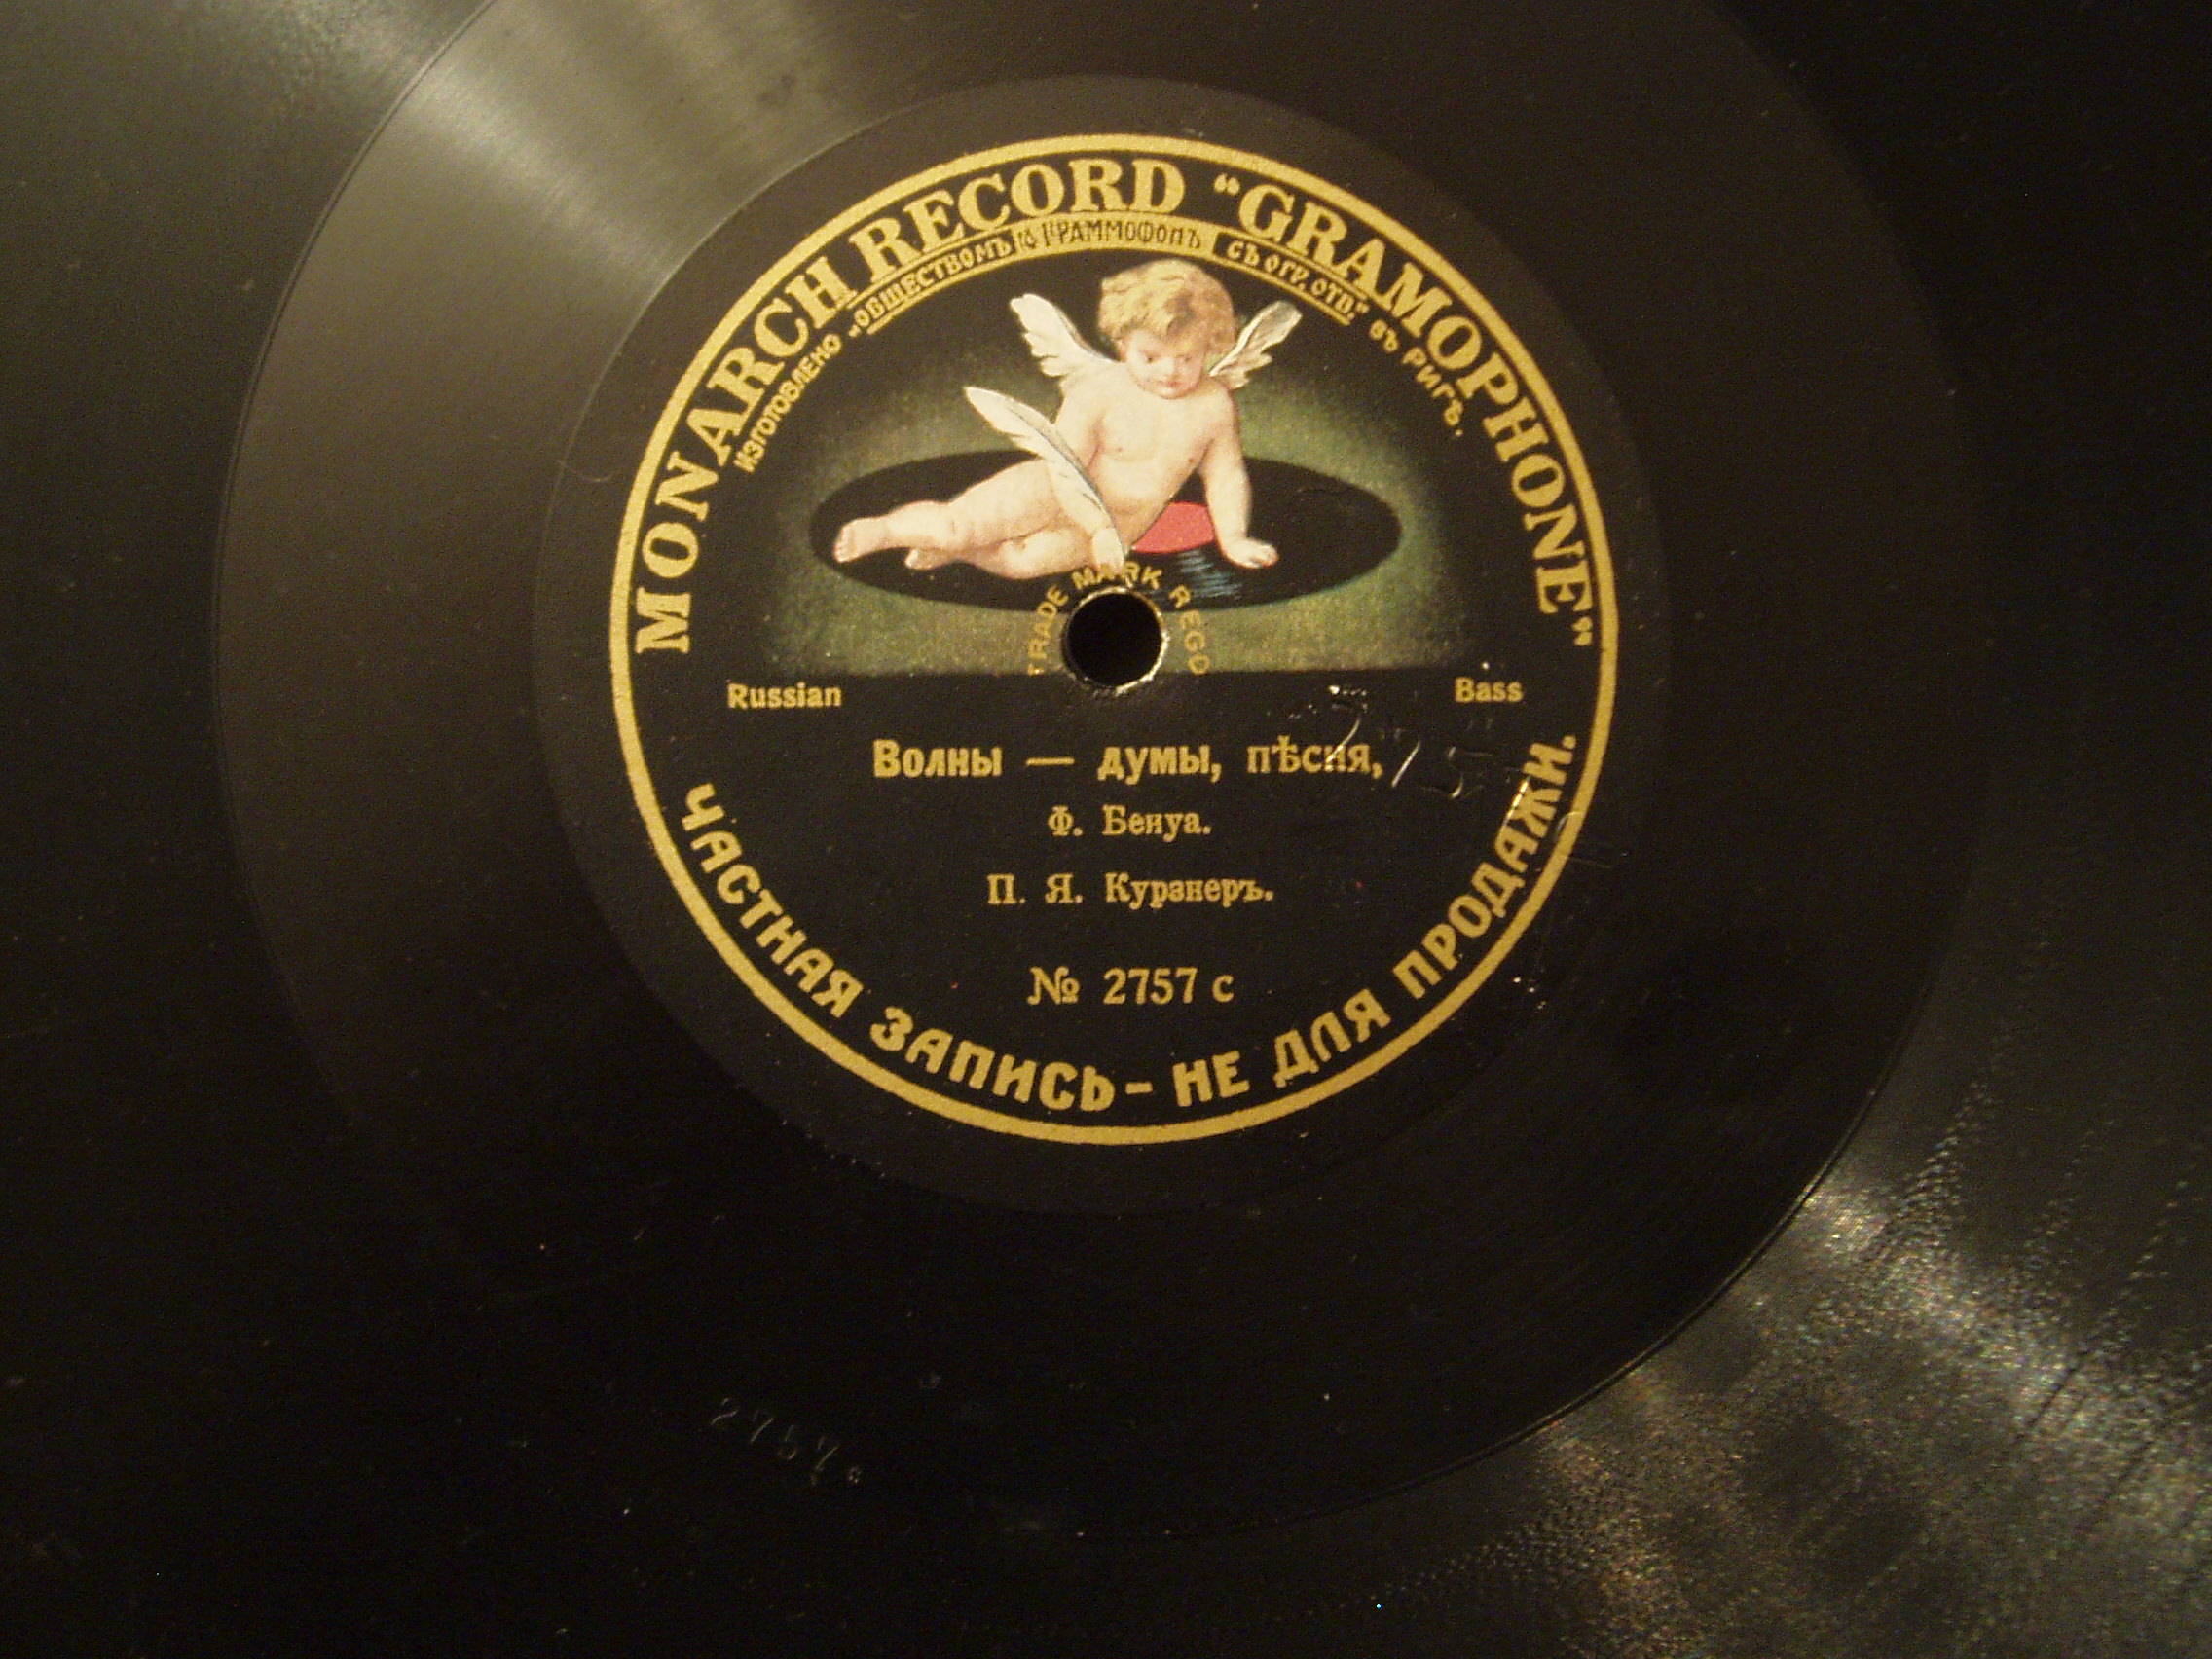 MONARCH RECORD “GRAMOPHONE”
ИЗГОТОВЛЕНО „ОБЩЕСТВОМЪ ГРАММОФОНЪ СЪ ОГР. ОТВ.“ ВЪ РИГѢ.
TRADE MARK REGD
Russian
Bass
Волны — думы, пѣсня,
Ф. Бенуа.
П. Я. Курзнеръ.
№ 2757 c
ЧАСТНАЯ ЗАПИСЬ - НЕ ДЛЯ ПРОДАЖИ.
2757